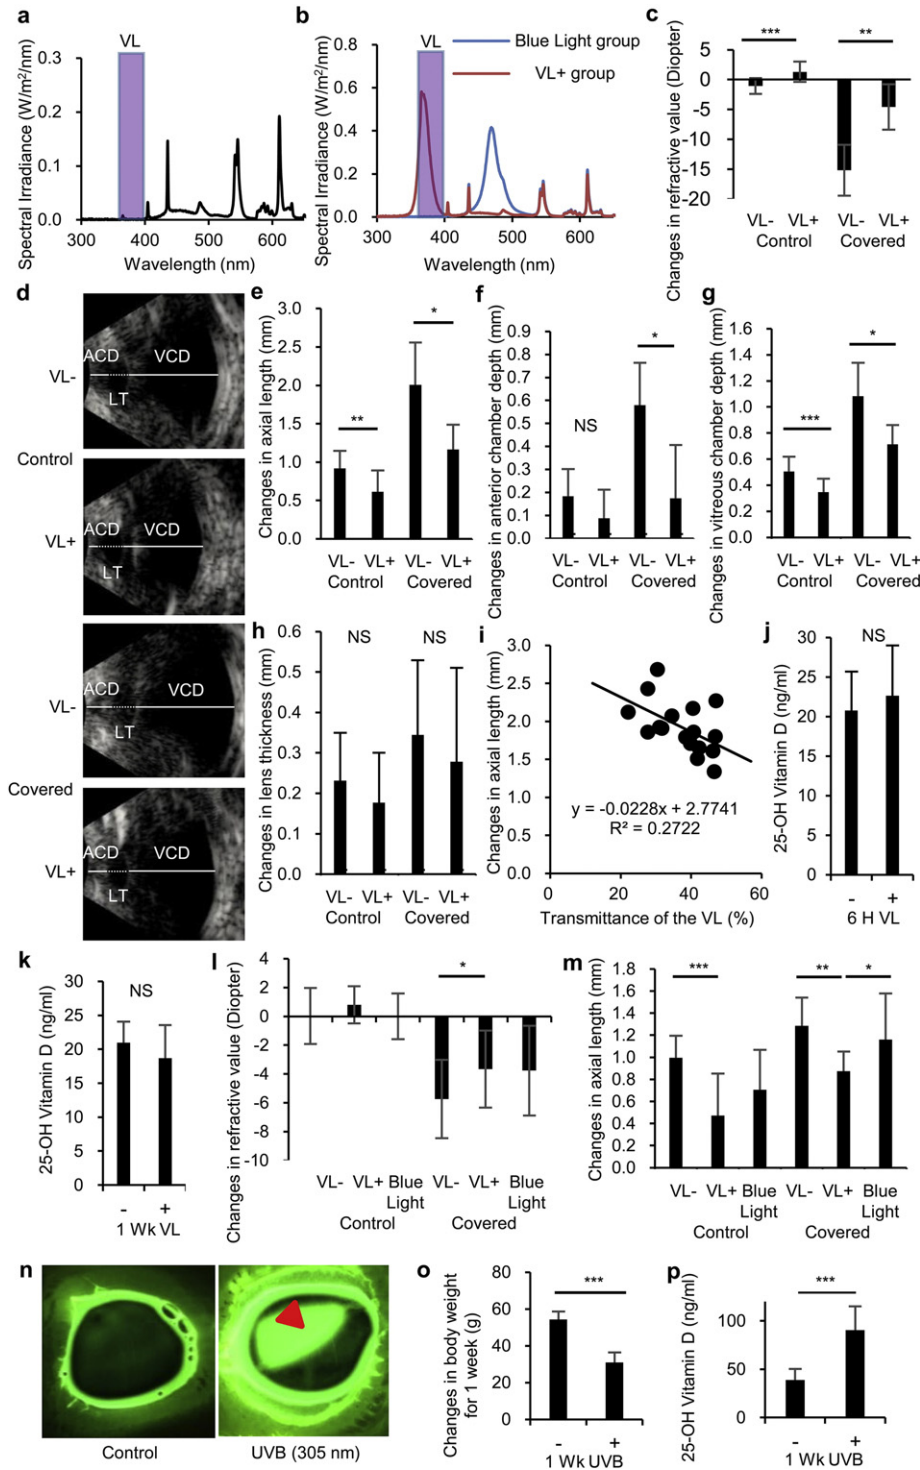 a
VL
Spectral Irradiance (W/m²/nm)
0.3
0.2
0.1
0.0
300 400 500 600
Wavelength (nm)
b
VL
Blue Light group
VL+ group
Spectral Irradiance (W/m²/nm)
0.8
0.6
0.4
0.2
0.0
300 400 500 600
Wavelength (nm)
c
*** **
Changes in refractive value (Diopter)
5
0
-5
-10
-15
-20
VL- VL+ VL- VL+
Control Covered
d
ACD VCD
VL-
LT
Control
ACD VCD
VL+
LT
ACD VCD
VL-
LT
Covered
ACD VCD
VL+
LT
e
Changes in axial length (mm)
3.0
2.5
2.0
1.5
1.0
0.5
0.0
** *
VL- VL+ VL- VL+
Control Covered
f
Changes in anterior chamber depth (mm)
0.9
0.8
0.7
0.6
0.5
0.4
0.3
0.2
0.1
0.0
NS *
VL- VL+ VL- VL+
Control Covered
g
Changes in vitreous chamber depth (mm)
1.6
1.4
1.2
1.0
0.8
0.6
0.4
0.2
0.0
*** *
VL- VL+ VL- VL+
Control Covered
h
Changes in lens thickness (mm)
0.6
0.5
0.4
0.3
0.2
0.1
0.0
NS NS
VL- VL+ VL- VL+
Control Covered
i
Changes in axial length (mm)
3.0
2.5
2.0
1.5
1.0
0.5
0.0
y = -0.0228x + 2.7741
R² = 0.2722
0 20 40 60
Transmittance of the VL (%)
j
25-OH Vitamin D (ng/ml)
30
25
20
15
10
5
0
NS
- +
6 H VL
k
25-OH Vitamin D (ng/ml)
30
25
20
15
10
5
0
NS
- +
1 Wk VL
l
Changes in refractive value (Diopter)
4
2
0
-2
-4
-6
-8
-10
*
VL- VL+ Blue VL- VL+ Blue
Light Light
Control Covered
m
Changes in axial length (mm)
1.8
1.6
1.4
1.2
1.0
0.8
0.6
0.4
0.2
0.0
*** ** *
VL- VL+ Blue VL- VL+ Blue
Light Light
Control Covered
n
Control UVB (305 nm)
o
Changes in body weight
for 1 week (g)
80
60
40
20
0
***
- +
1 Wk UVB
p
25-OH Vitamin D (ng/ml)
100
50
0
***
- +
1 Wk UVB